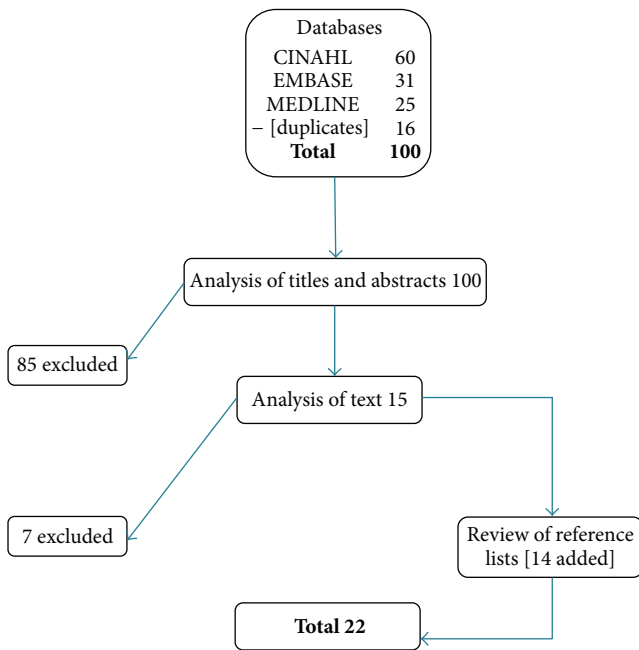 Databases
CINAHL 60
EMBASE 31
MEDLINE 25
− [duplicates] 16
Total 100
Analysis of titles and abstracts 100
85 excluded
Analysis of text 15
7 excluded
Review of reference
lists [14 added]
Total 22